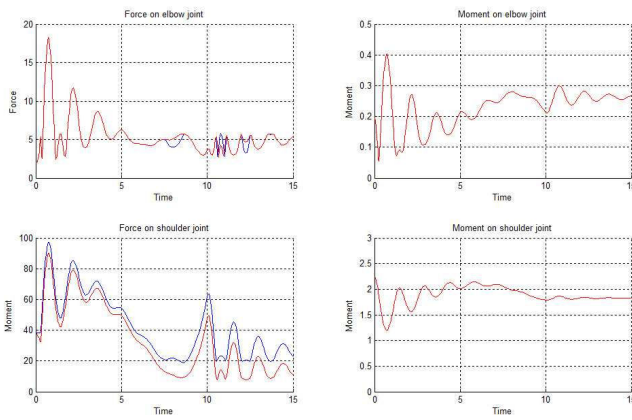 Force on elbow joint
20
15
10
5
0
Force
0 5 10 15
Time
Moment on elbow joint
0.5
0.4
0.3
0.2
0.1
0
Moment
0 5 10 15
Time
Force on shoulder joint
100
80
60
40
20
0
Moment
0 5 10 15
Time
Moment on shoulder joint
3
2.5
2
1.5
1
0.5
0
Moment
0 5 10 15
Time